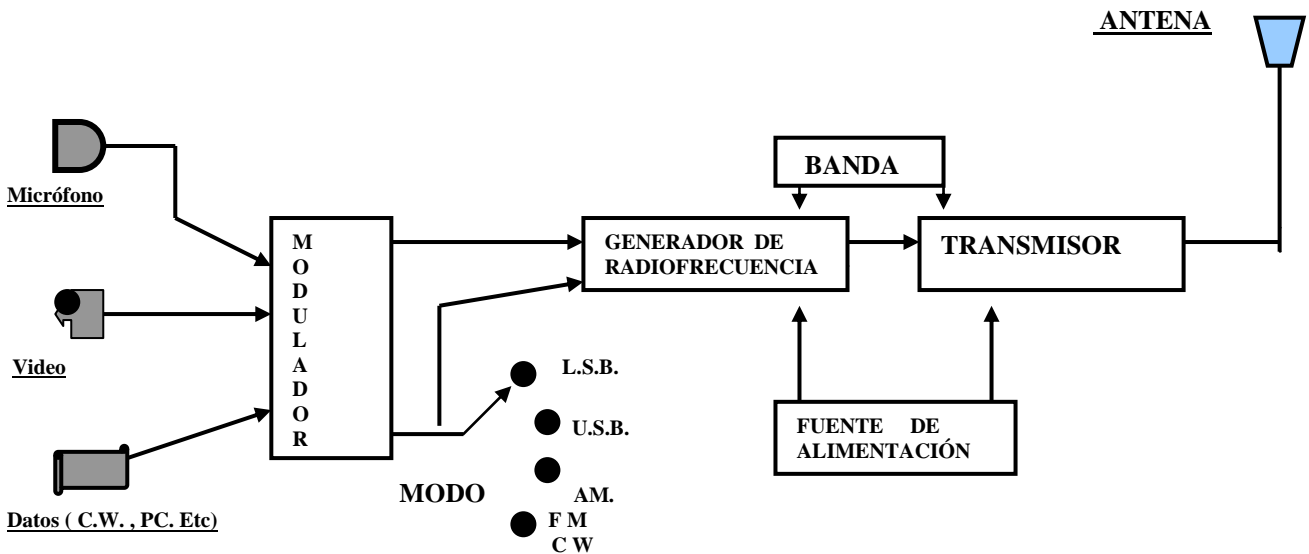 ANTENA
BANDA
Micrófono
M
O
D
U
L
A
D
O
R
GENERADOR DE
RADIOFRECUENCIA
TRANSMISOR
Video
L.S.B.
U.S.B.
FUENTE DE
ALIMENTACIÓN
MODO
AM.
F M
C W
Datos ( C.W. , PC. Etc)